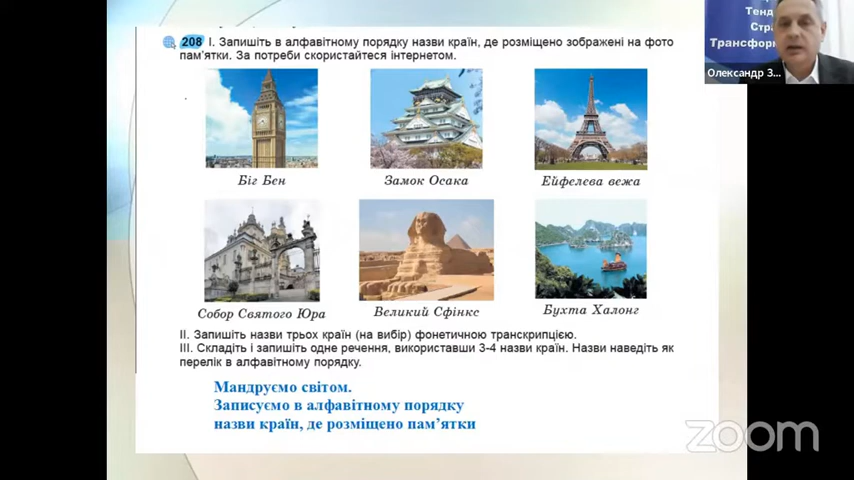 208 І. Запишіть в алфавітному порядку назви країн, де розміщено зображені на фото
пам'ятки. За потреби скористайтеся інтернетом.
Біг Бен
Замок Осака
Ейфелева вежа
Собор Святого Юра
Великий Сфінкс
Бухта Халонг
ІІ. Запишіть назви трьох країн (на вибір) фонетичною транскрипцією.
ІІІ. Складіть і запишіть одне речення, використавши 3-4 назви країн. Назви наведіть як
перелік в алфавітному порядку.
Мандруємо світом.
Записуємо в алфавітному порядку
назви країн, де розміщено пам’ятки
Олександр З...
zoom